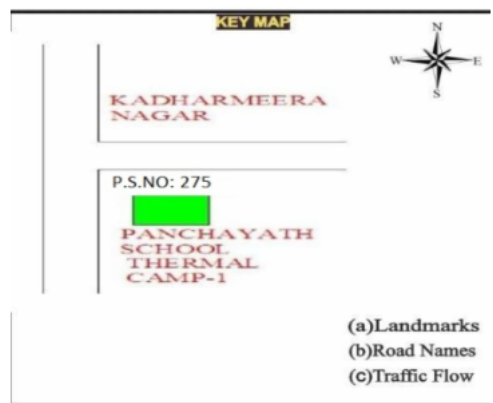 KEY MAP
N
W
E
S
KADHARMEERA
NAGAR
P.S.NO: 275
PANCHAYATH
SCHOOL
THERMAL
CAMP-1
(a)Landmarks
(b)Road Names
(c)Traffic Flow